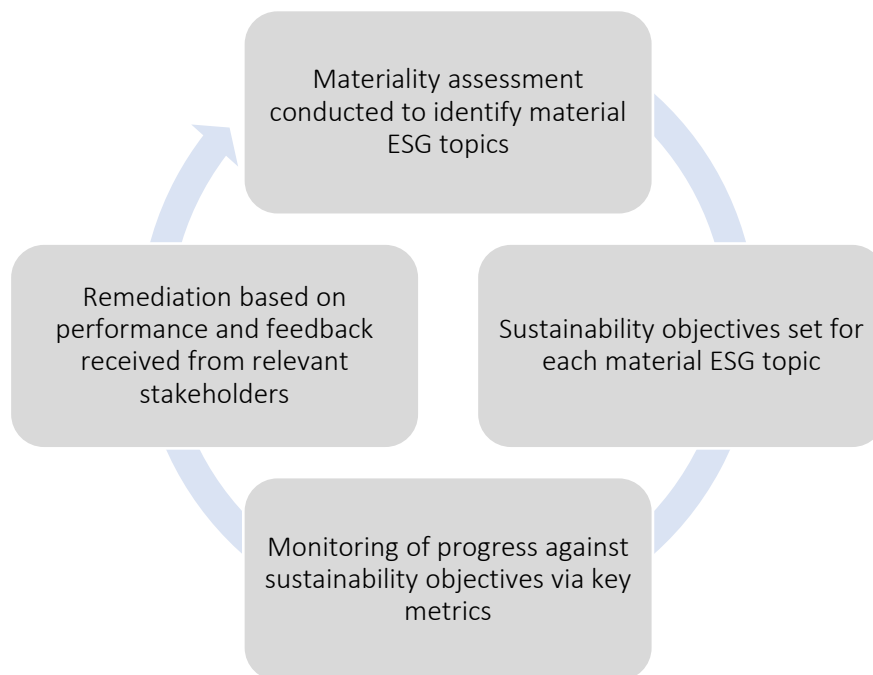 Materiality assessment
conducted to identify material
ESG topics
Sustainability objectives set for
each material ESG topic
Monitoring of progress against
sustainability objectives via key
metrics
Remediation based on
performance and feedback
received from relevant
stakeholders